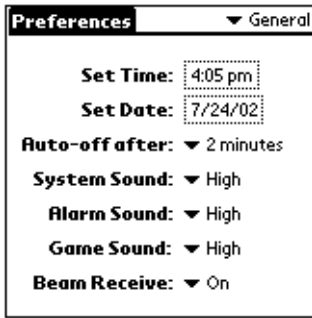 Preferences ▼ General
Set Time: 4:05 pm
Set Date: 7/24/02
Auto-off after: ▼ 2 minutes
System Sound: ▼ High
Alarm Sound: ▼ High
Game Sound: ▼ High
Beam Receive: ▼ On